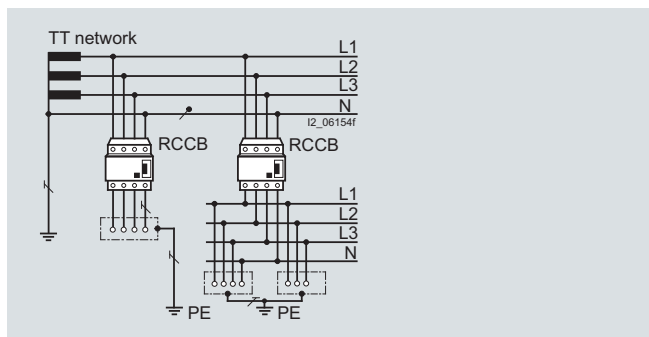 TT network
L1
L2
L3
N
I2_06154f
RCCB RCCB
L1
L2
L3
N
PE PE